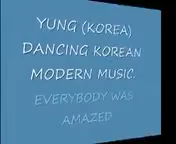 YUNG (KOREA)
DANCING KOREAN
MODERN MUSIC.
EVERYBODY WAS
AMAZED